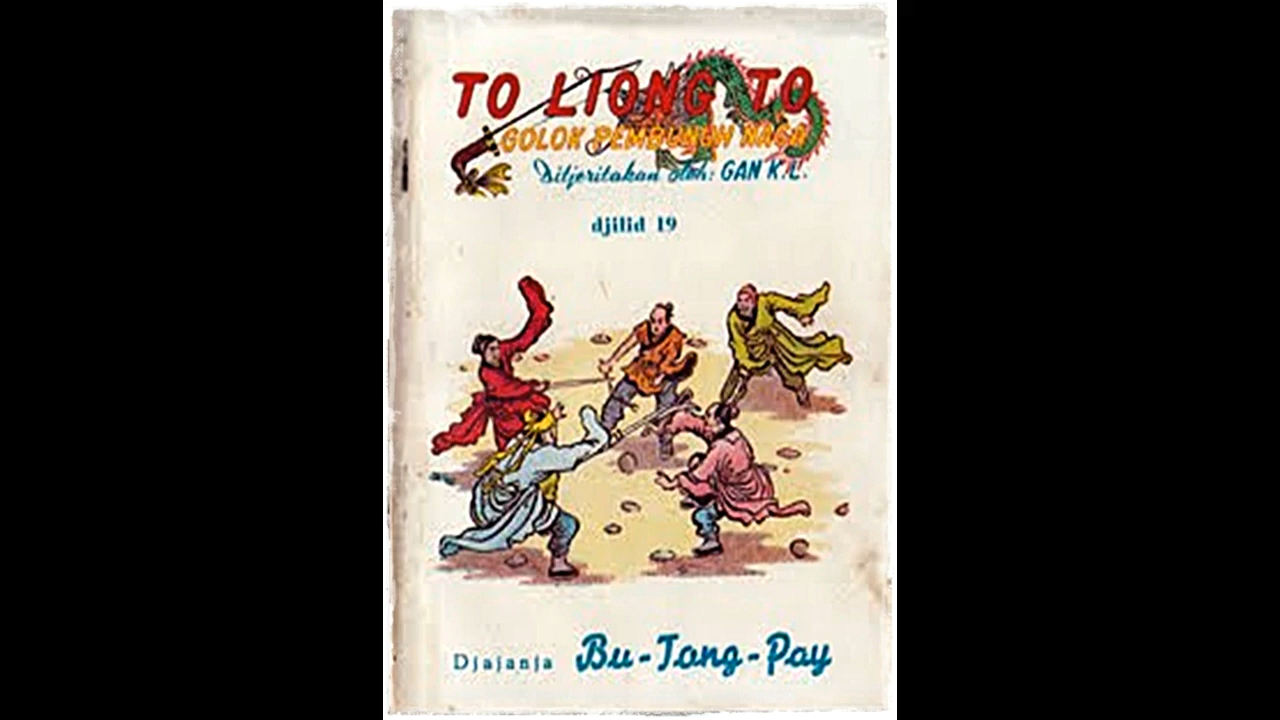 TO LIONG TO
GOLOK PEMBUNUH NAGA
Ditjeritakan oleh: GAN K.L.
djilid 19
Djajanja Bu-Tong-Pay